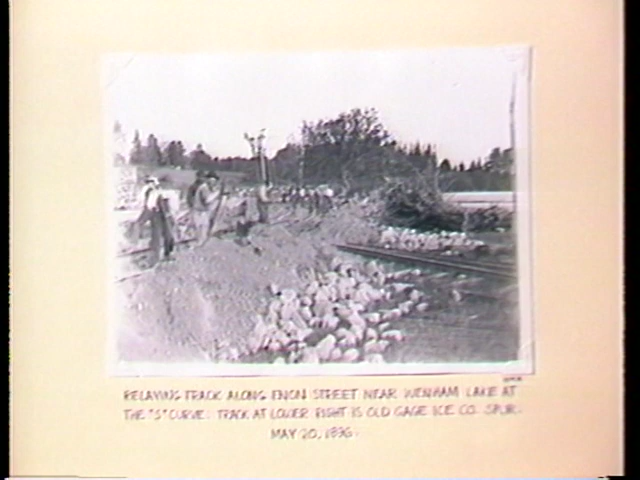 RELAYING TRACK ALONG ENON STREET NEAR WENHAM LAKE AT
THE "S" CURVE. TRACK AT LOWER RIGHT IS OLD GAGE ICE CO. SPUR.
MAY 20, 1896.